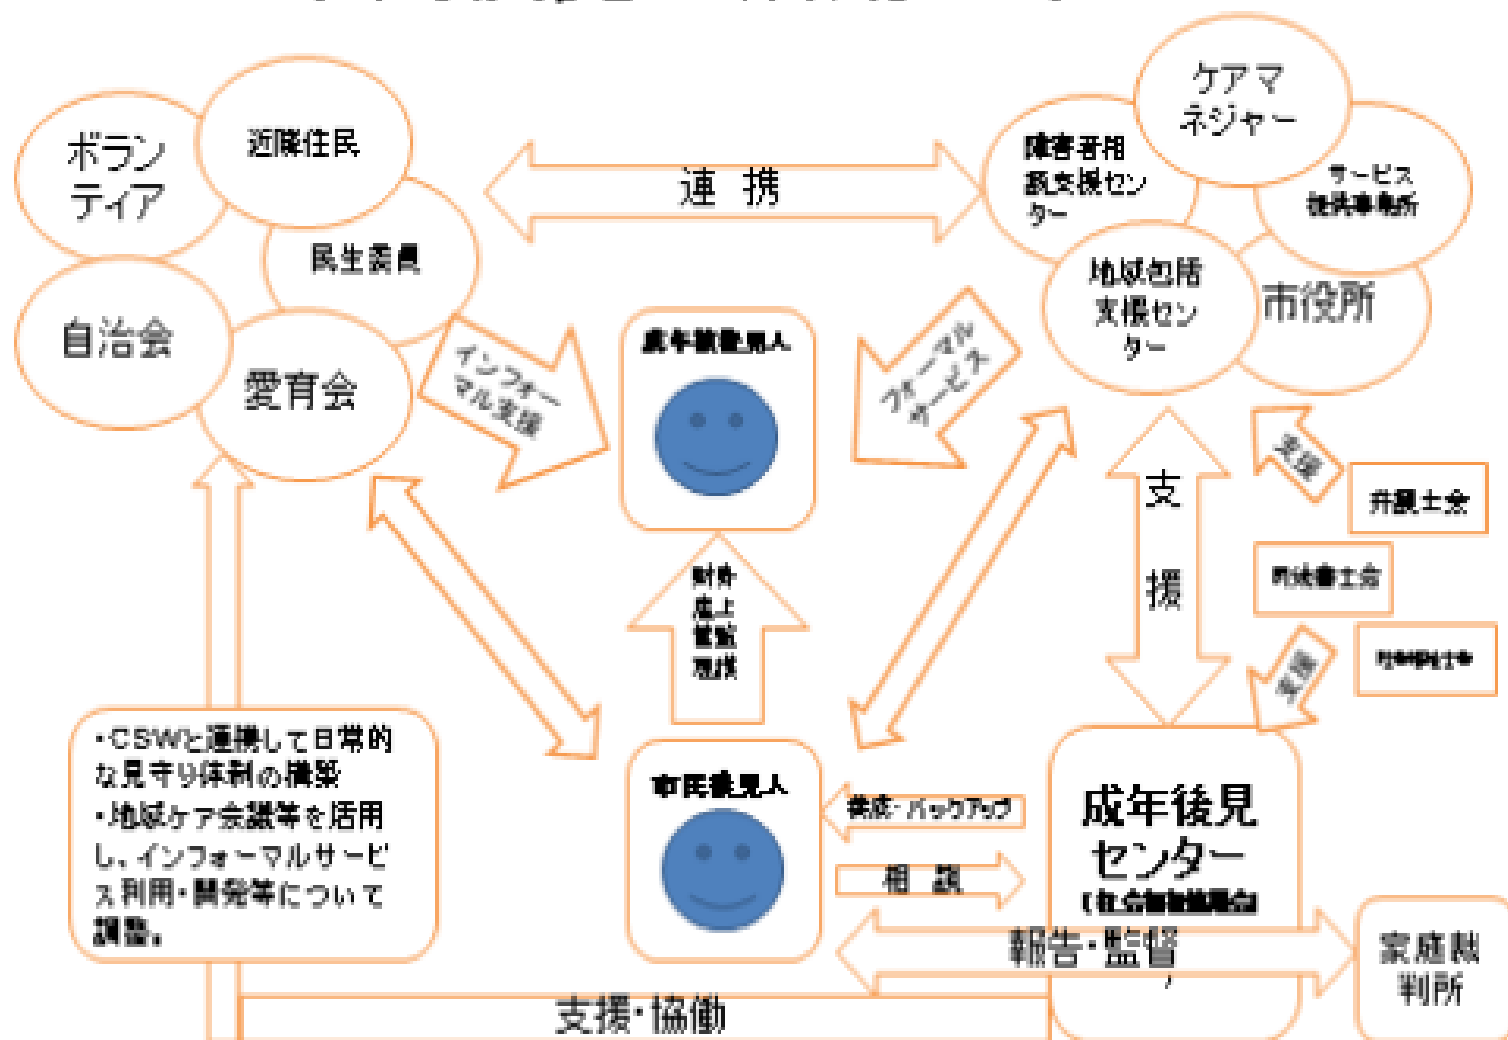 ボラン
ティア
近隣住民
民生委員
自治会
愛育会
連 携
ケアマ
ネジャー
障害者相
談支援セン
ター
サービス
提供事業所
地域包括
支援セン
ター
市役所
インフォー
マル支援
成年被後見人
フォーマル
サービス
支援
弁護士会
支
援
司法書士会
支援
社会福祉士会
財身
産上
管監
理護
・CSWと連携して日常的
な見守り体制の構築
・地域ケア会議等を活用
し、インフォーマルサービ
ス利用・開発等について
調整。
市民後見人
養成・バックアップ
相 談
成年後見
センター
(社会福祉協議会)
報告・監督
家庭裁
判所
支援・協働